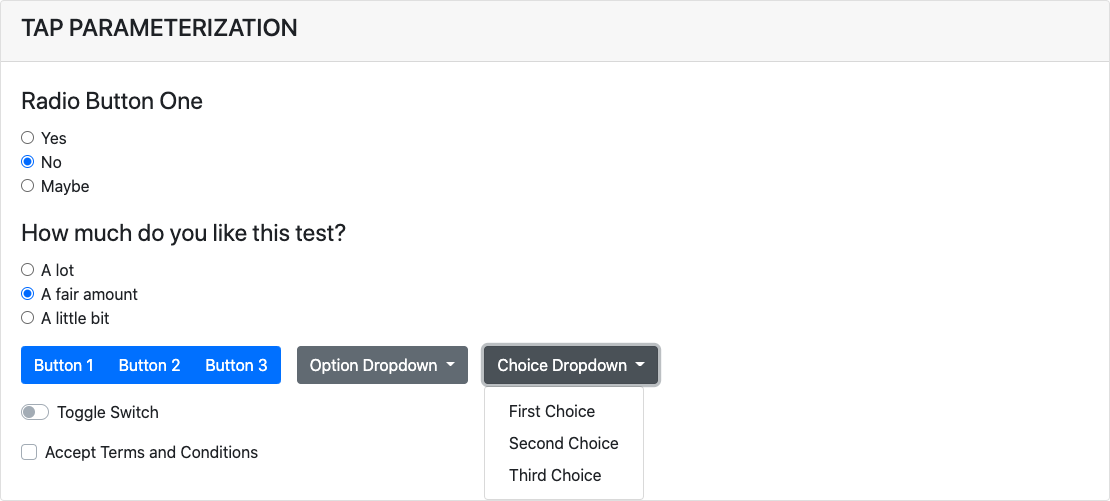 TAP PARAMETERIZATION
Radio Button One
Yes
No
Maybe
How much do you like this test?
A lot
A fair amount
A little bit
Button 1 Button 2 Button 3 Option Dropdown Choice Dropdown
Toggle Switch
First Choice
Second Choice
Third Choice
Accept Terms and Conditions